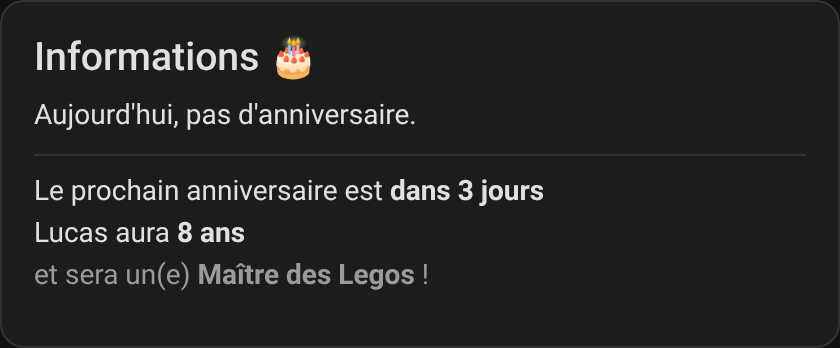 Informations 🎂
Aujourd'hui, pas d'anniversaire.
Le prochain anniversaire est dans 3 jours
Lucas aura 8 ans
et sera un(e) Maître des Legos !